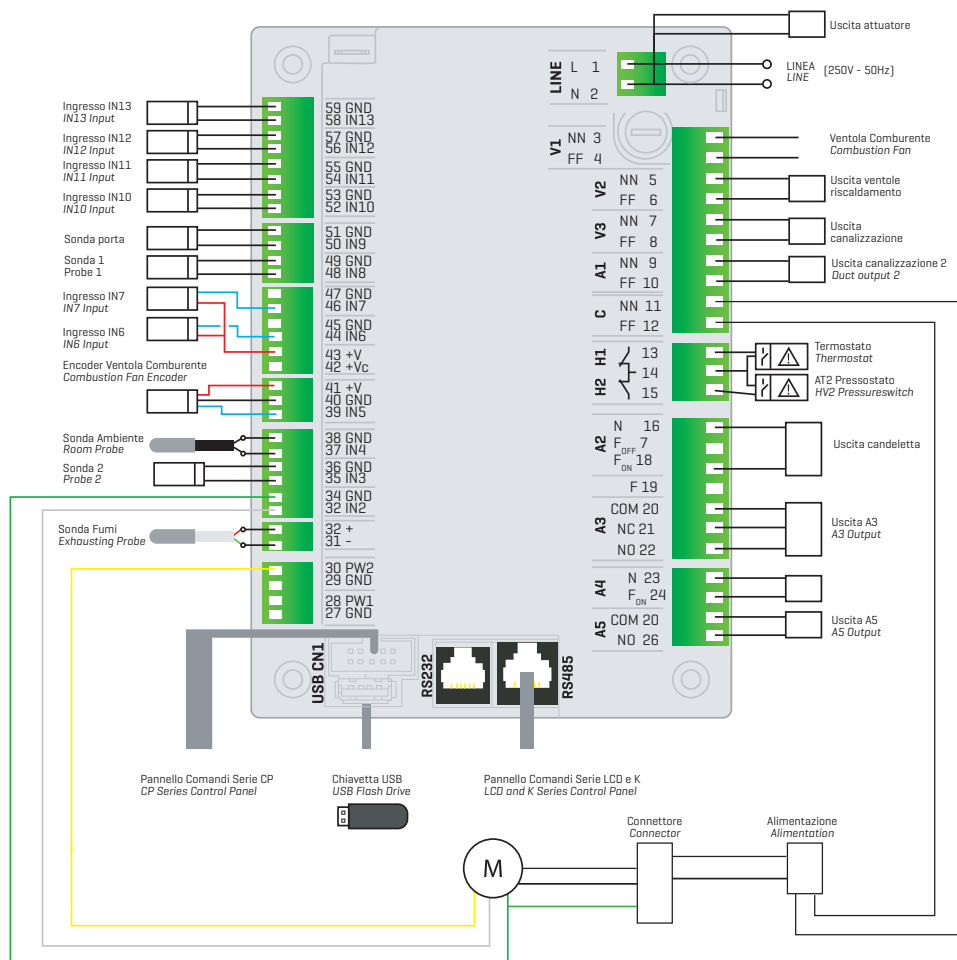 Uscita attuatore
LINE
L 1
N 2
LINEA
LINE
(250V - 50Hz)
Ingresso IN13
IN13 Input
Ingresso IN12
IN12 Input
Ingresso IN11
IN11 Input
Ingresso IN10
IN10 Input
Sonda porta
Sonda 1
Probe 1
Ingresso IN7
IN7 Input
Ingresso IN6
IN6 Input
Encoder Ventola Comburente
Combustion Fan Encoder
Sonda Ambiente
Room Probe
Sonda 2
Probe 2
Sonda Fumi
Exhausting Probe
59 GND
58 IN13
57 GND
56 IN12
55 GND
54 IN11
53 GND
52 IN10
51 GND
50 IN9
49 GND
48 IN8
47 GND
46 IN7
45 GND
44 IN6
43 +V
42 +Vc
41 +V
40 GND
39 IN5
38 GND
37 IN4
36 GND
35 IN3
34 GND
32 IN2
32 +
31 -
30 PW2
29 GND
28 PW1
27 GND
V1
NN 3
FF 4
V2
NN 5
FF 6
V3
NN 7
FF 8
A1
NN 9
FF 10
C
NN 11
FF 12
H1
H2
13
14
15
A2
N 16
FOFF 7
FON 18
F 19
A3
COM 20
NC 21
NO 22
A4
N 23
FON 24
A5
COM 20
NO 26
Ventola Comburente
Combustion Fan
Uscita ventole
riscaldamento
Uscita
canalizzazione
Uscita canalizzazione 2
Duct output 2
Termostato
Thermostat
AT2 Pressostato
HV2 Pressureswitch
Uscita candeletta
Uscita A3
A3 Output
Uscita A5
A5 Output
USB CN1
RS232
RS485
Pannello Comandi Serie CP
CP Series Control Panel
Chiavetta USB
USB Flash Drive
Pannello Comandi Serie LCD e K
LCD and K Series Control Panel
Connettore
Connector
Alimentazione
Alimentation
M